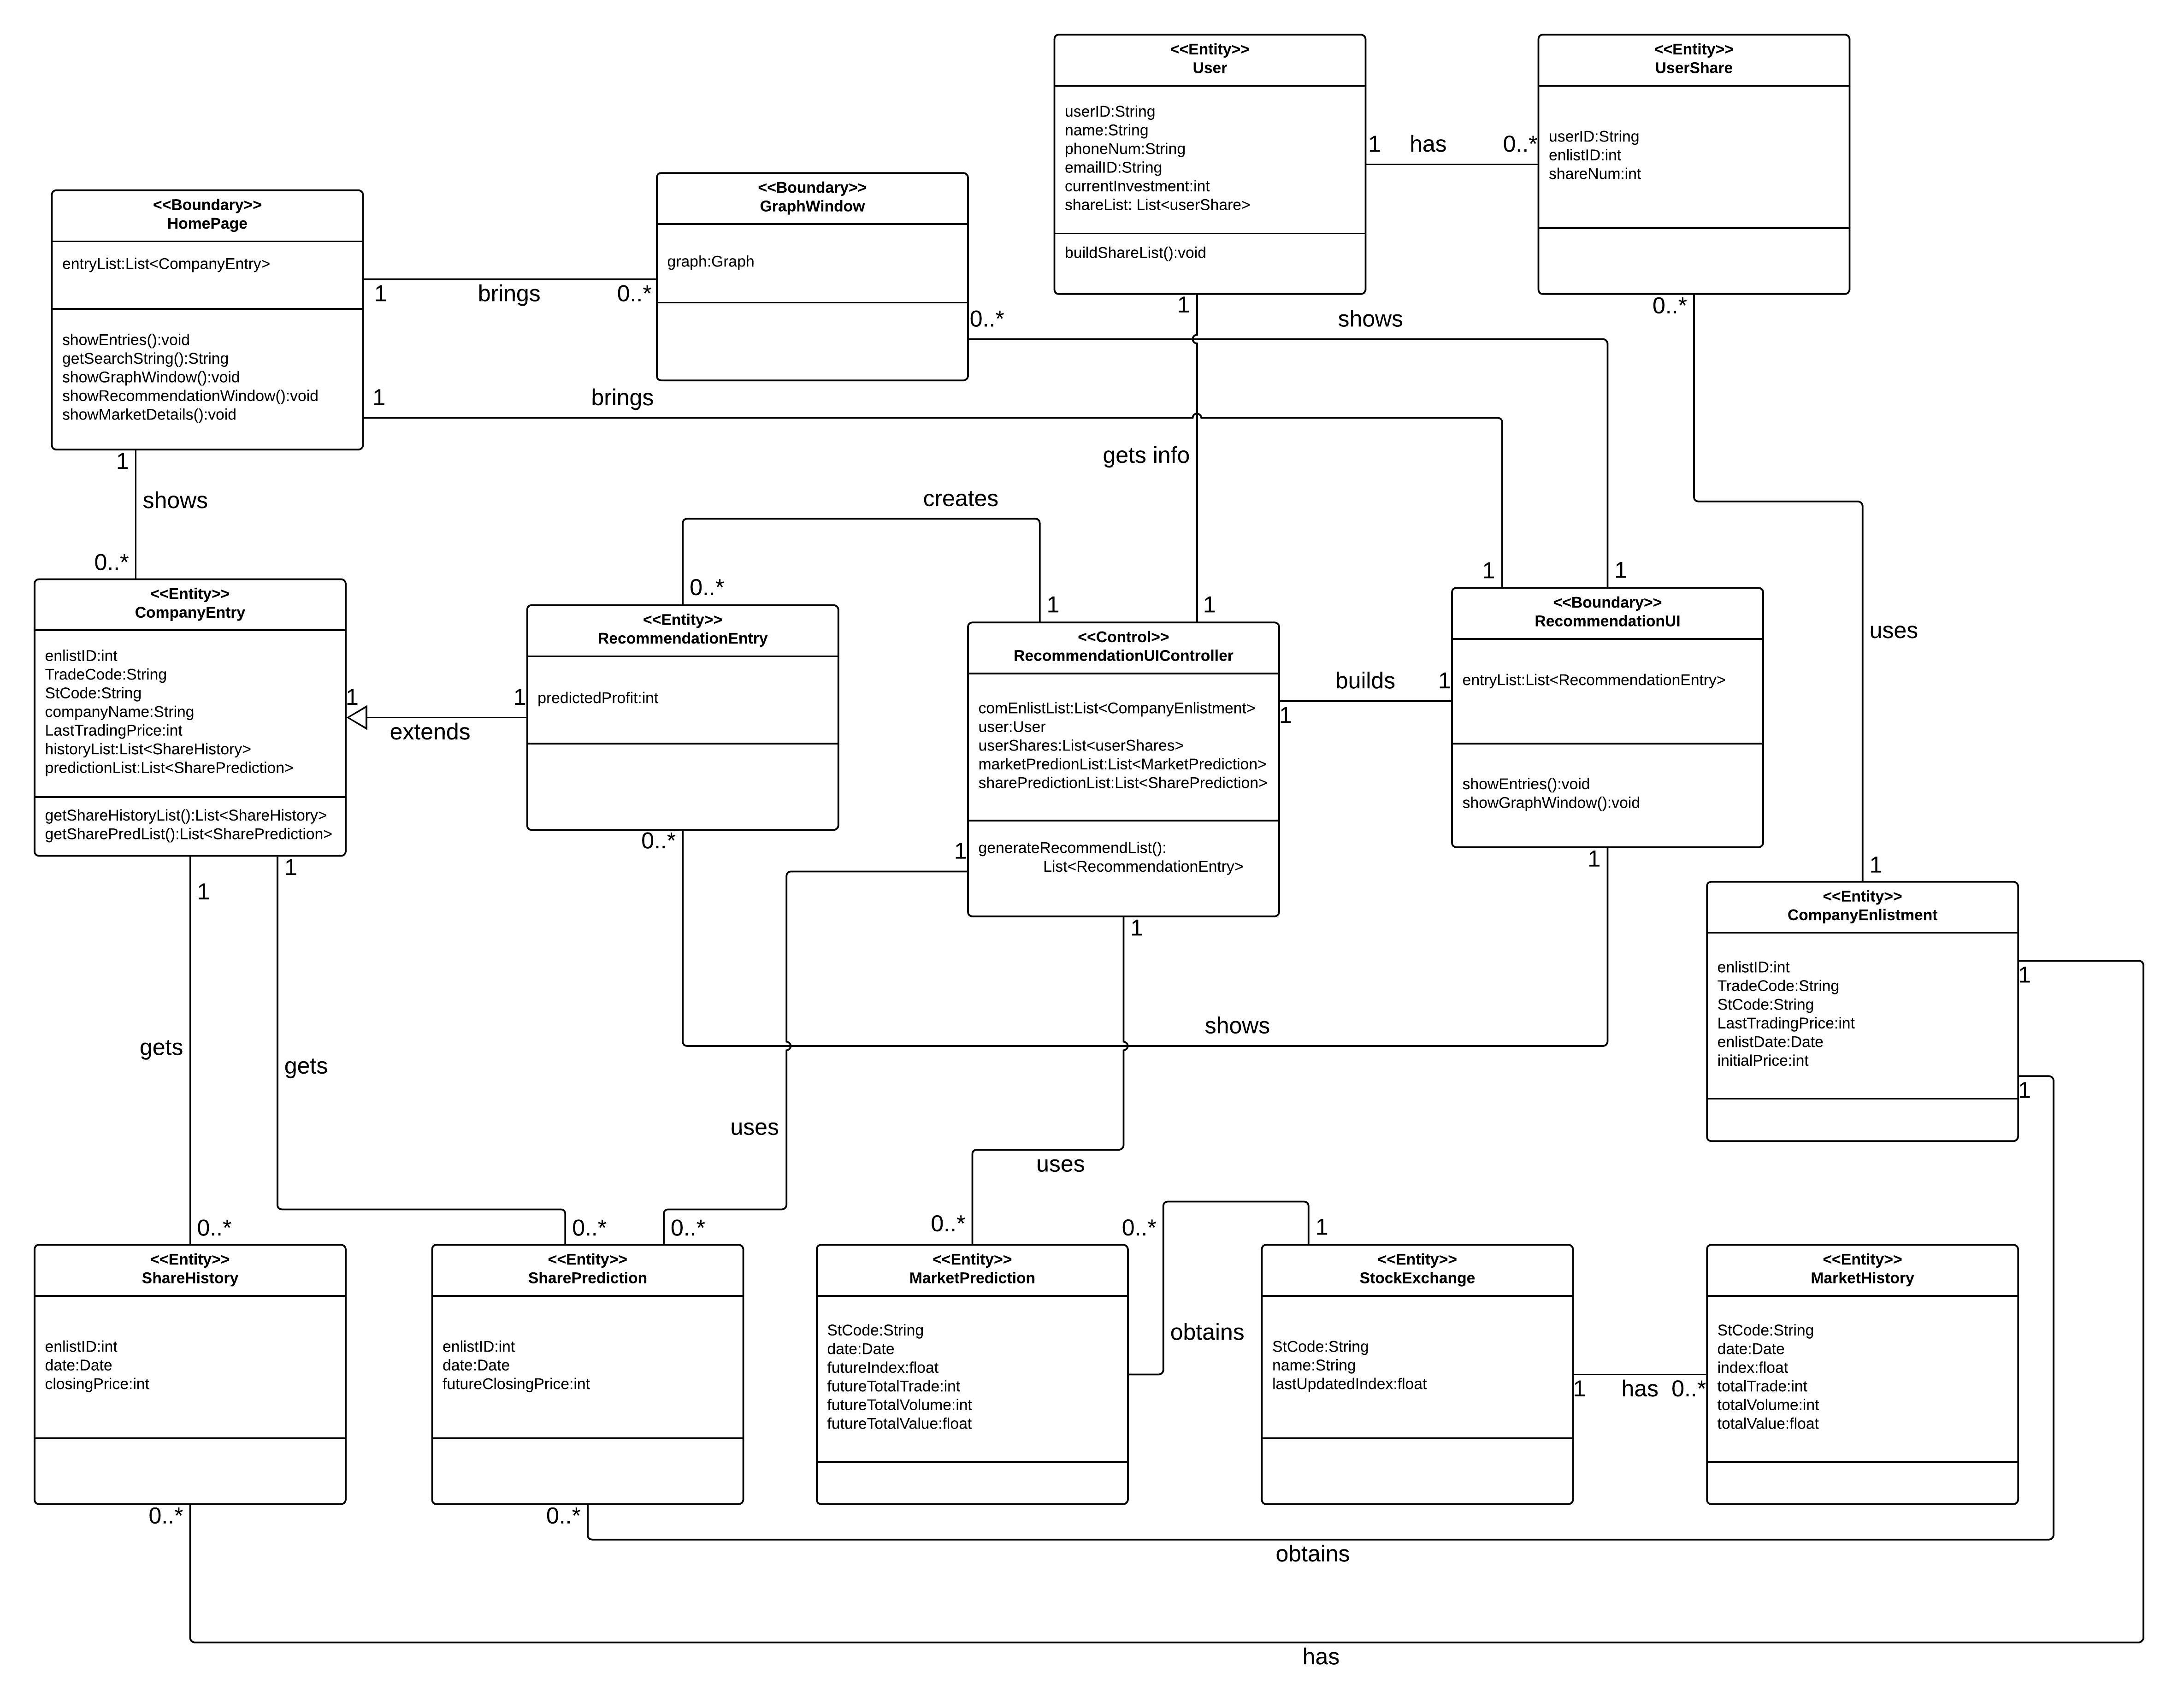 <<Entity>>
User
userID:String
name:String
phoneNum:String
emailID:String
currentInvestment:int
shareList: List<userShare>
buildShareList():void
1 has 0..*
<<Entity>>
UserShare
userID:String
enlistID:int
shareNum:int
<<Boundary>>
HomePage
entryList:List<CompanyEntry>
showEntries():void
getSearchString():String
showGraphWindow():void
showRecommendationWindow():void
showMarketDetails():void
1 brings 0..*
<<Boundary>>
GraphWindow
graph:Graph
0..*
shows
1
0..*
1
brings
gets info
1
shows
0..*
creates
0..*
1
1
1
1
uses
<<Entity>>
CompanyEntry
enlistID:int
TradeCode:String
StCode:String
companyName:String
LastTradingPrice:int
historyList:List<ShareHistory>
predictionList:List<SharePrediction>
getShareHistoryList():List<ShareHistory>
getSharePredList():List<SharePrediction>
1
extends
1
<<Entity>>
RecommendationEntry
predictedProfit:int
<<Control>>
RecommendationUIController
comEnlistList:List<CompanyEnlistment>
user:User
userShares:List<userShares>
marketPredionList:List<MarketPrediction>
sharePredictionList:List<SharePrediction>
generateRecommendList():
List<RecommendationEntry>
builds
1
1
<<Boundary>>
RecommendationUI
entryList:List<RecommendationEntry>
showEntries():void
showGraphWindow():void
1
1
0..*
1
1
1
1
<<Entity>>
CompanyEnlistment
enlistID:int
TradeCode:String
StCode:String
LastTradingPrice:int
enlistDate:Date
initialPrice:int
1
1
shows
gets
gets
uses
uses
0..*
0..*
0..*
0..*
0..*
1
obtains
<<Entity>>
ShareHistory
enlistID:int
date:Date
closingPrice:int
<<Entity>>
SharePrediction
enlistID:int
date:Date
futureClosingPrice:int
<<Entity>>
MarketPrediction
StCode:String
date:Date
futureIndex:float
futureTotalTrade:int
futureTotalVolume:int
futureTotalValue:float
<<Entity>>
StockExchange
StCode:String
name:String
lastUpdatedIndex:float
1 has 0..*
<<Entity>>
MarketHistory
StCode:String
date:Date
index:float
totalTrade:int
totalVolume:int
totalValue:float
0..*
0..*
obtains
has